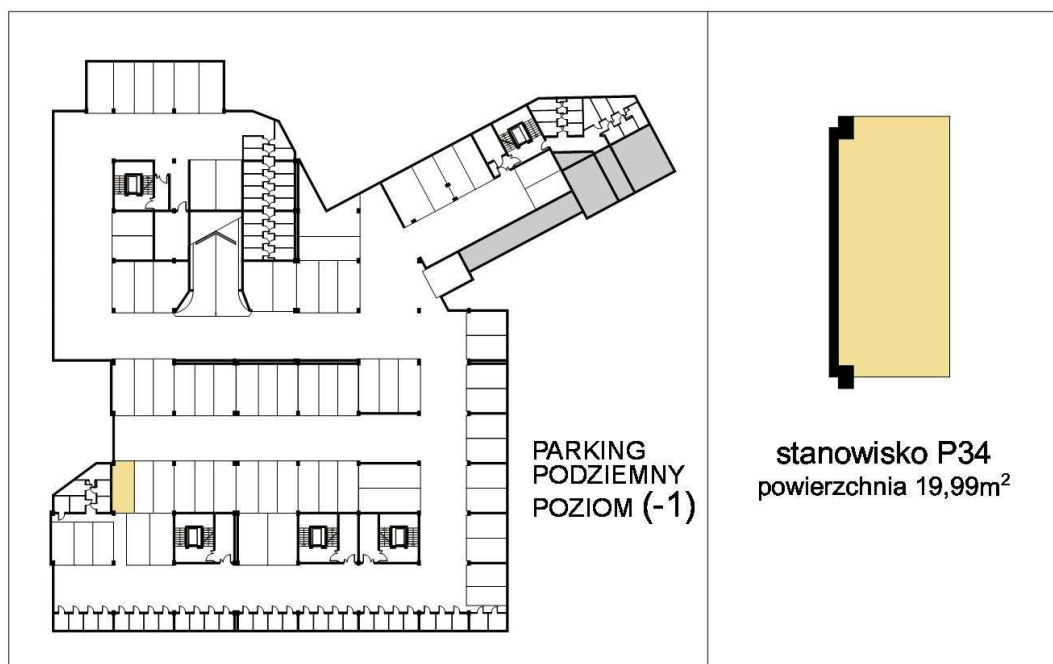 PARKING
PODZIEMNY
POZIOM (-1)
stanowisko P34
powierzchnia 19,99m²